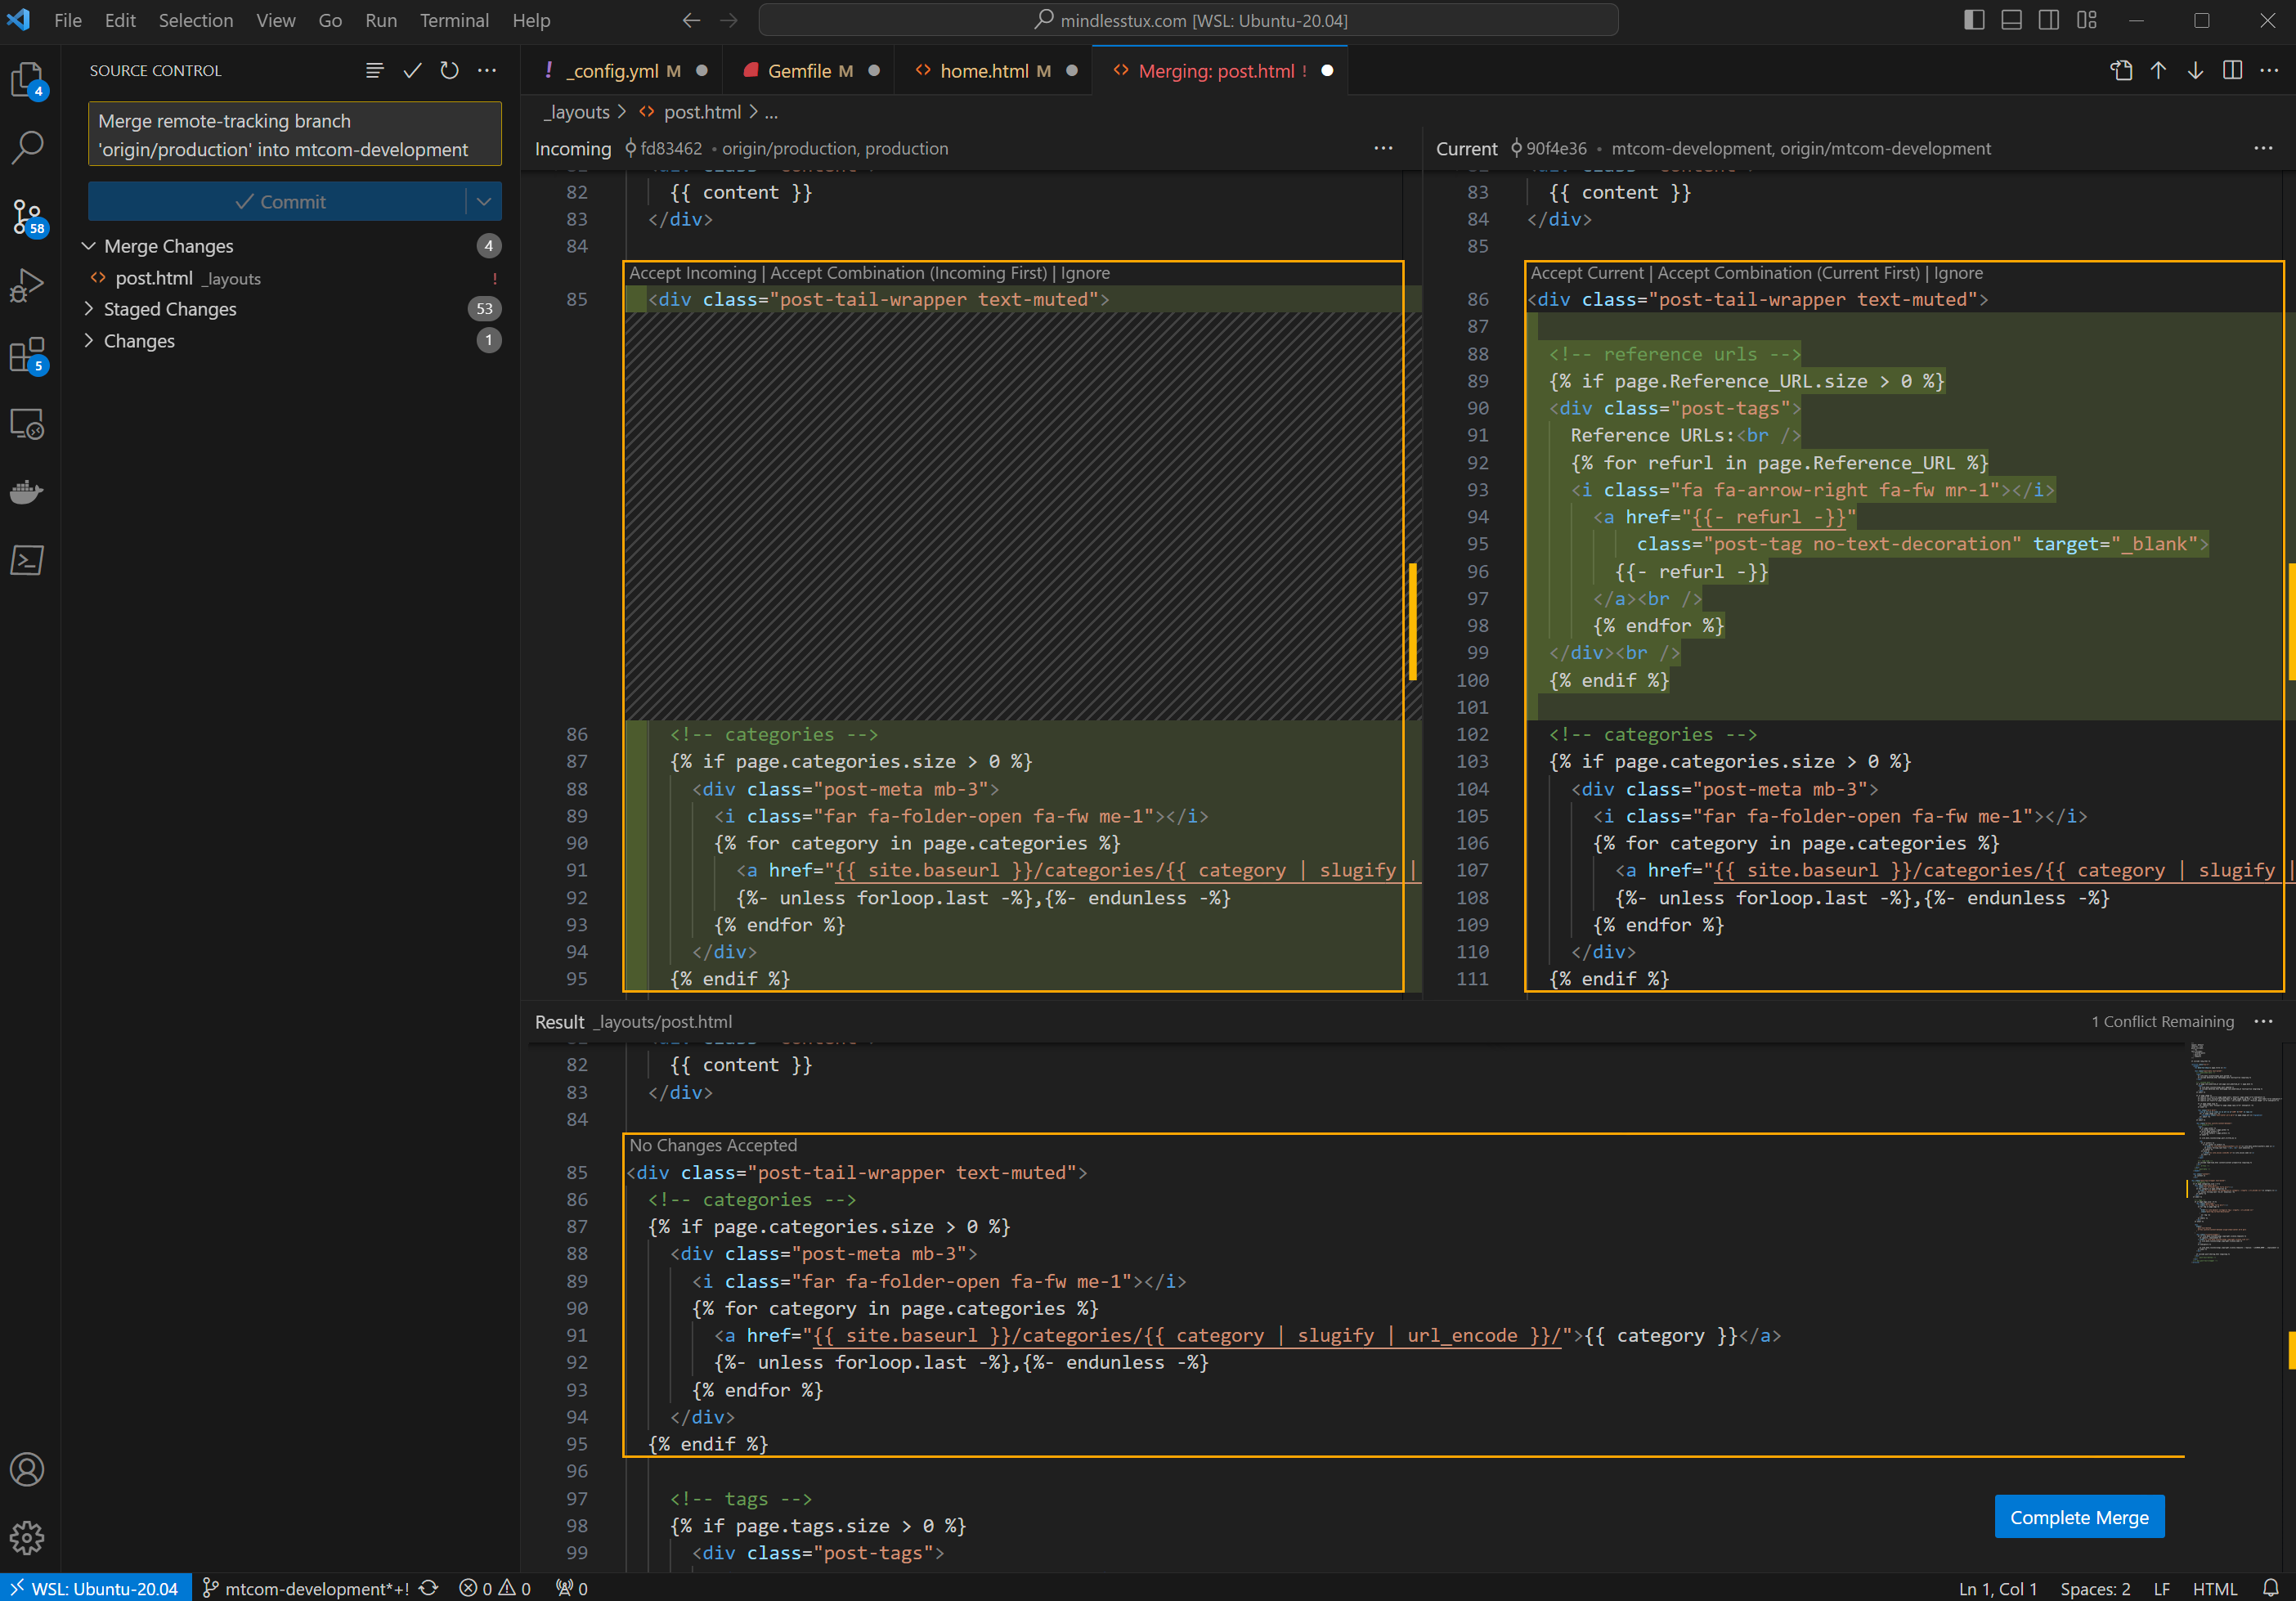 File Edit Selection View Go Run Terminal Help
mindlesstux.com [WSL: Ubuntu-20.04]
SOURCE CONTROL
Merge remote-tracking branch
'origin/production' into mtcom-development
Commit
Merge Changes 4
post.html _layouts !
Staged Changes 53
Changes 1
4
58
5
! _config.yml M
Gemfile M
home.html M
Merging: post.html !
_layouts > post.html > ...
Incoming fd83462 • origin/production, production
82 {{ content }}
83 </div>
84
Accept Incoming | Accept Combination (Incoming First) | Ignore
85 <div class="post-tail-wrapper text-muted">
86 <!-- categories -->
87 {% if page.categories.size > 0 %}
88 <div class="post-meta mb-3">
89 <i class="far fa-folder-open fa-fw me-1"></i>
90 {% for category in page.categories %}
91 <a href="{{ site.baseurl }}/categories/{{ category | slugify |
92 {%- unless forloop.last -%},{%- endunless -%}
93 {% endfor %}
94 </div>
95 {% endif %}
Current 90f4e36 • mtcom-development, origin/mtcom-development
83 {{ content }}
84 </div>
85
Accept Current | Accept Combination (Current First) | Ignore
86 <div class="post-tail-wrapper text-muted">
87
88 <!-- reference urls -->
89 {% if page.Reference_URL.size > 0 %}
90 <div class="post-tags">
91 Reference URLs:<br />
92 {% for refurl in page.Reference_URL %}
93 <i class="fa fa-arrow-right fa-fw mr-1"></i>
94 <a href="{{- refurl -}}"
95 class="post-tag no-text-decoration" target="_blank">
96 {{- refurl -}}
97 </a><br />
98 {% endfor %}
99 </div><br />
100 {% endif %}
101
102 <!-- categories -->
103 {% if page.categories.size > 0 %}
104 <div class="post-meta mb-3">
105 <i class="far fa-folder-open fa-fw me-1"></i>
106 {% for category in page.categories %}
107 <a href="{{ site.baseurl }}/categories/{{ category | slugify |
108 {%- unless forloop.last -%},{%- endunless -%}
109 {% endfor %}
110 </div>
111 {% endif %}
Result _layouts/post.html 1 Conflict Remaining
82 {{ content }}
83 </div>
84
No Changes Accepted
85 <div class="post-tail-wrapper text-muted">
86 <!-- categories -->
87 {% if page.categories.size > 0 %}
88 <div class="post-meta mb-3">
89 <i class="far fa-folder-open fa-fw me-1"></i>
90 {% for category in page.categories %}
91 <a href="{{ site.baseurl }}/categories/{{ category | slugify | url_encode }}/">{{ category }}</a>
92 {%- unless forloop.last -%},{%- endunless -%}
93 {% endfor %}
94 </div>
95 {% endif %}
96
97 <!-- tags -->
98 {% if page.tags.size > 0 %}
99 <div class="post-tags">
Complete Merge
WSL: Ubuntu-20.04 mtcom-development*+! 0 0 0 Ln 1, Col 1 Spaces: 2 LF HTML